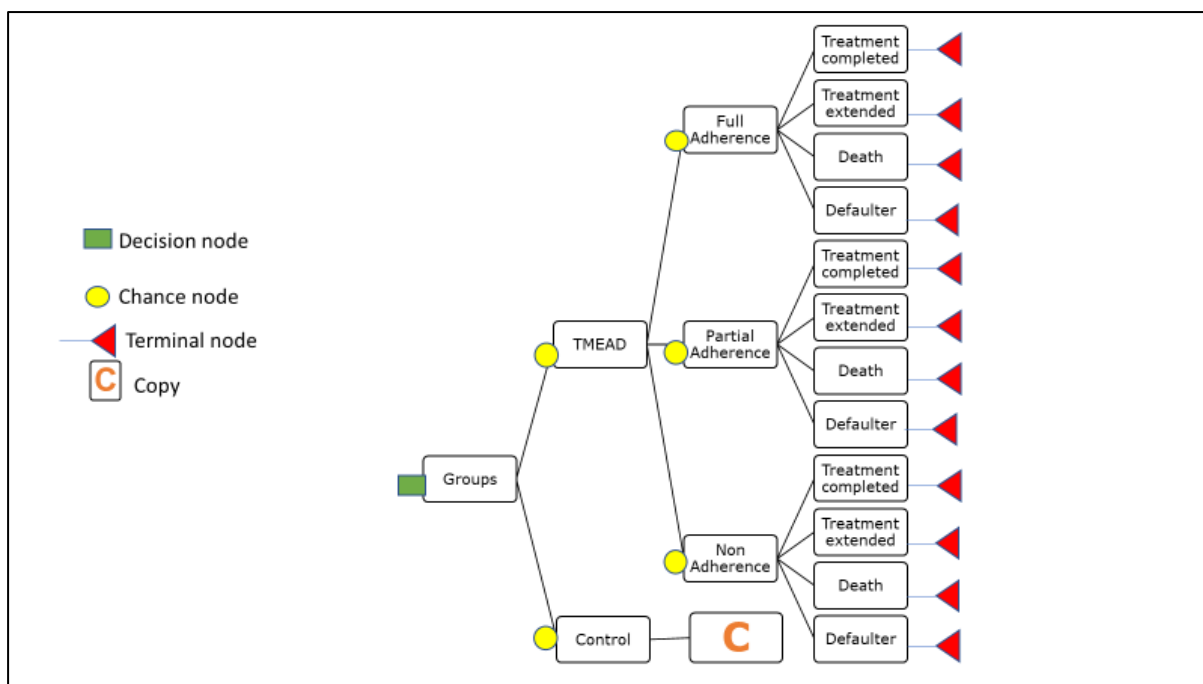 Decision node
Chance node
Terminal node
C
Copy
Groups
TMEAD
Control
C
Full
Adherence
Partial
Adherence
Non
Adherence
Treatment
completed
Treatment
extended
Death
Defaulter
Treatment
completed
Treatment
extended
Death
Defaulter
Treatment
completed
Treatment
extended
Death
Defaulter